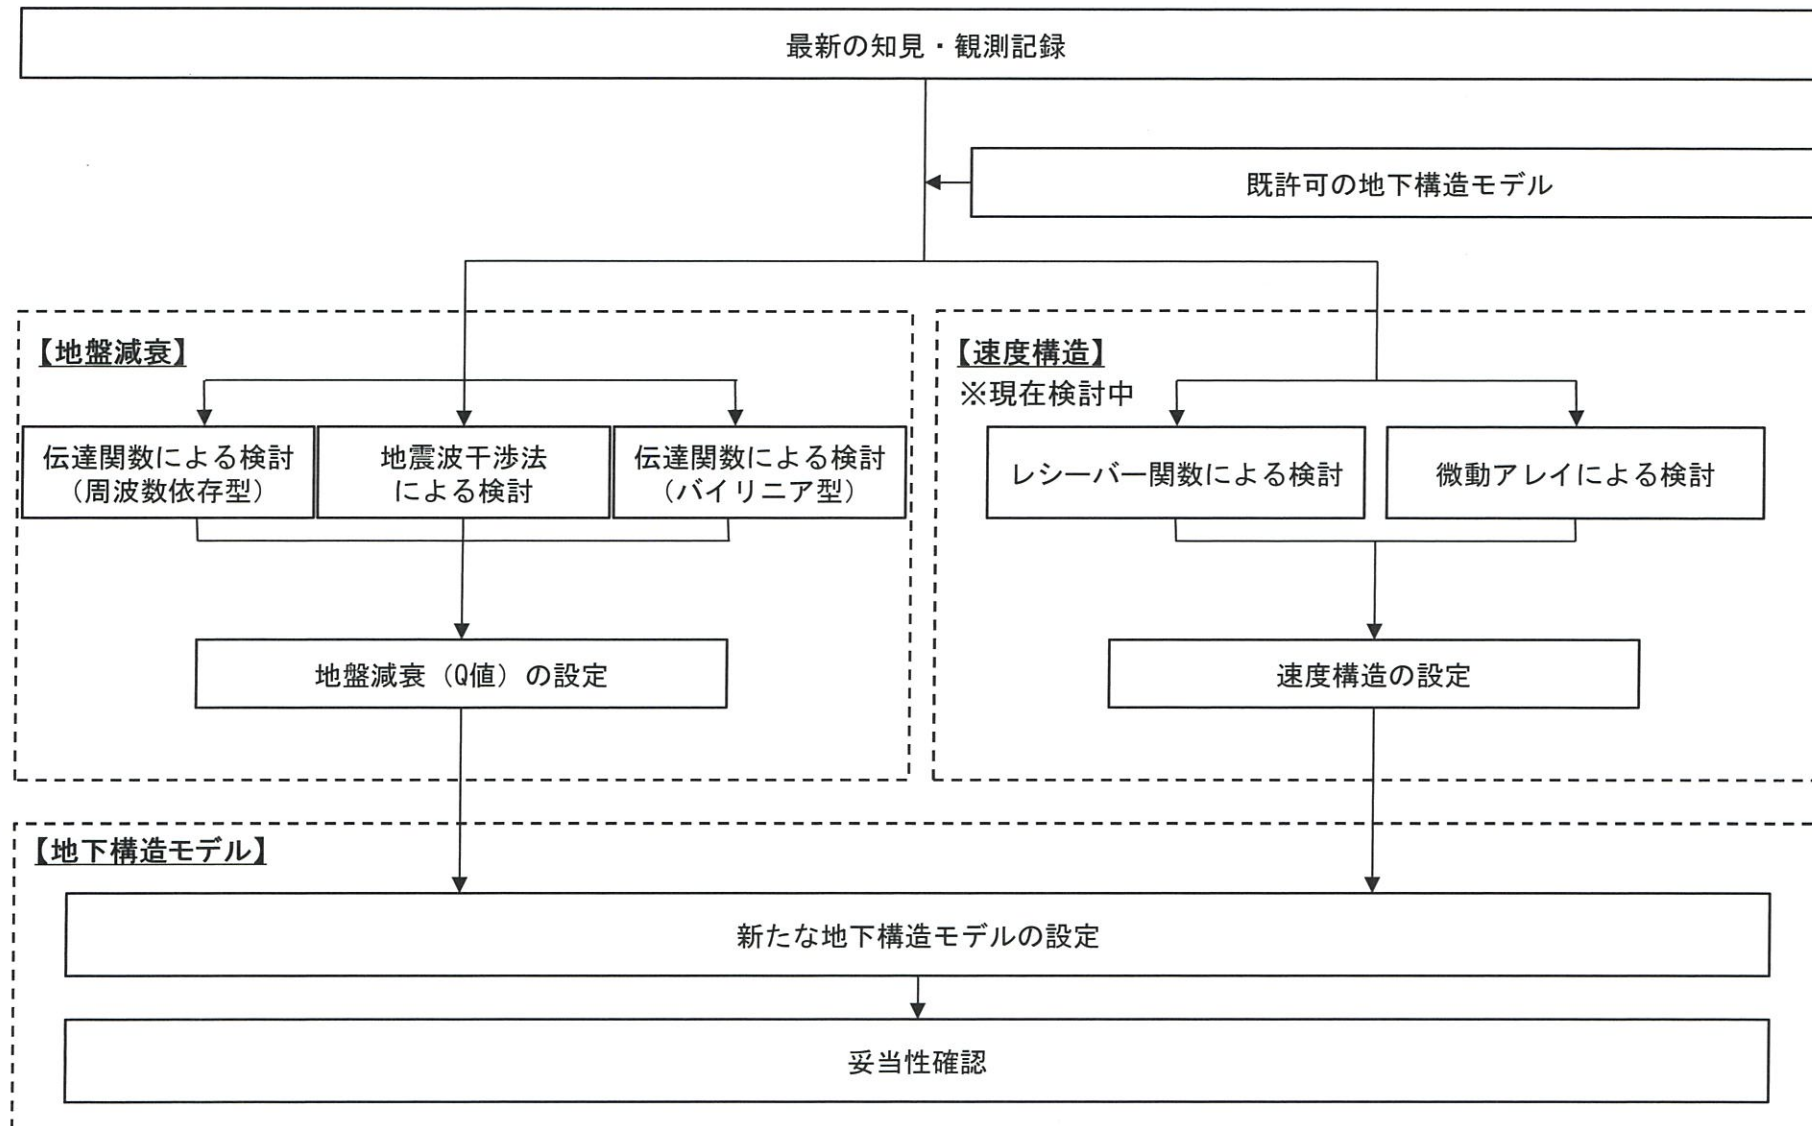 最新の知見・観測記録
既許可の地下構造モデル
【地盤減衰】
伝達関数による検討
（周波数依存型）
地震波干渉法
による検討
伝達関数による検討
（バイリニア型）
地盤減衰（Q値）の設定
【速度構造】
※現在検討中
レシーバー関数による検討
微動アレイによる検討
速度構造の設定
【地下構造モデル】
新たな地下構造モデルの設定
妥当性確認